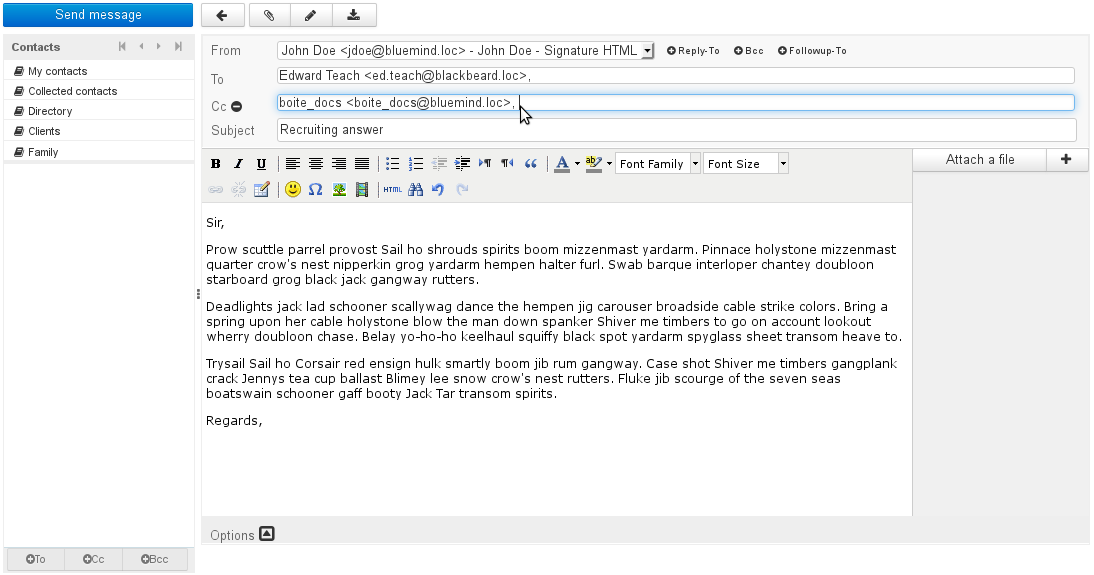 Send message
Contacts
My contacts
Collected contacts
Directory
Clients
Family
To
Cc
Bcc
From
John Doe <jdoe@bluemind.loc> - John Doe - Signature HTML
Reply-To
Bcc
Followup-To
To
Edward Teach <ed.teach@blackbeard.loc>,
Cc
boite_docs <boite_docs@bluemind.loc>,
Subject
Recruiting answer
B I U
A
ab
Font Family
Font Size
HTML
Attach a file
Sir,
Prow scuttle parrel provost Sail ho shrouds spirits boom mizzenmast yardarm. Pinnace holystone mizzenmast
quarter crow's nest nipperkin grog yardarm hempen halter furl. Swab barque interloper chantey doubloon
starboard grog black jack gangway rutters.
Deadlights jack lad schooner scallywag dance the hempen jig carouser broadside cable strike colors. Bring a
spring upon her cable holystone blow the man down spanker Shiver me timbers to go on account lookout
wherry doubloon chase. Belay yo-ho-ho keelhaul squiffy black spot yardarm spyglass sheet transom heave to.
Trysail Sail ho Corsair red ensign hulk smartly boom jib rum gangway. Case shot Shiver me timbers gangplank
crack Jennys tea cup ballast Blimey lee snow crow's nest rutters. Fluke jib scourge of the seven seas
boatswain schooner gaff booty Jack Tar transom spirits.
Regards,
Options